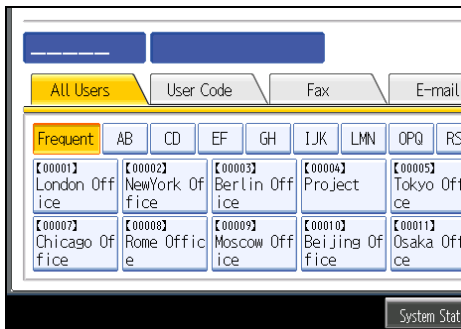 _ _ _ _ _
All Users User Code Fax E-mail
Frequent AB CD EF GH IJK LMN OPQ RS
【00001】 【00002】 【00003】 【00004】 【00005】
London Off NewYork Of Berlin Off Project Tokyo Off
ice fice ice ce
【00007】 【00008】 【00009】 【00010】 【00011】
Chicago Of Rome Offic Moscow Off Beijing Of Osaka Off
fice e ice fice ce
System Stat